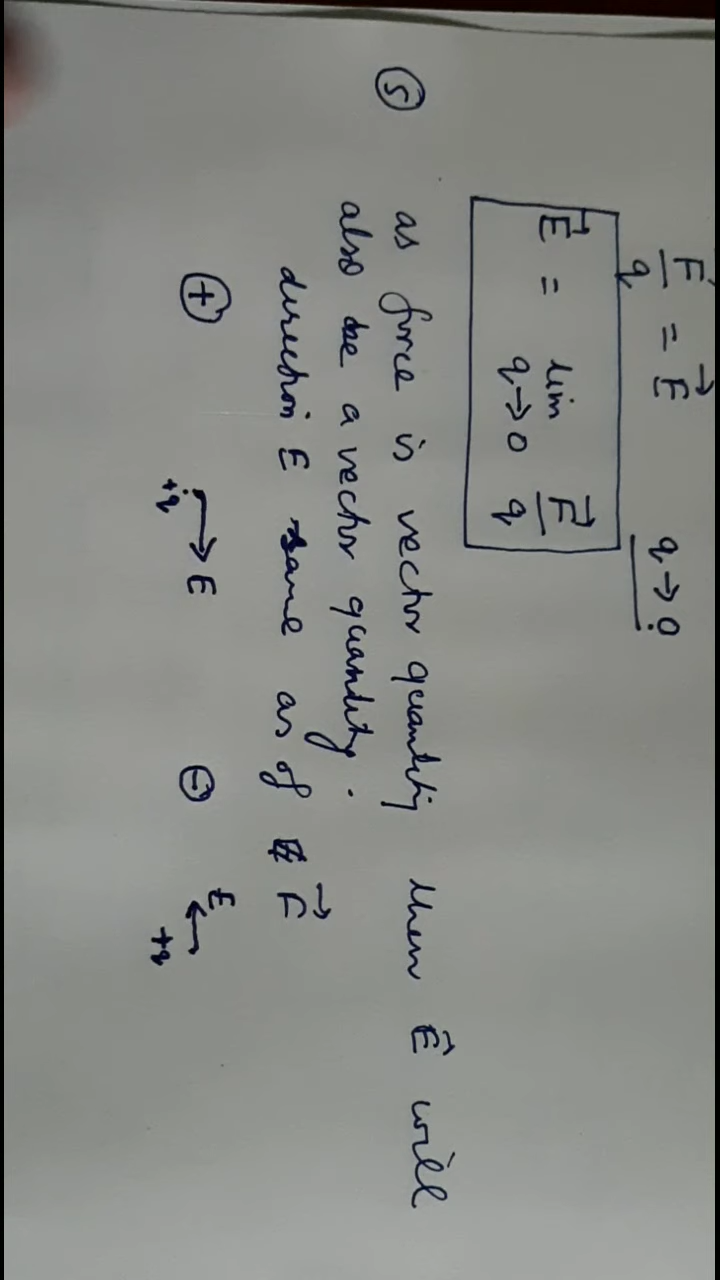 F⃗/q = E⃗ q→0
E⃗ = lim q→0 F⃗/q
⑤ as force is vector quantity then E⃗ will
also be a vector quantity.
direction E same as of F⃗
⊕ +q → E ⊖ E ← +q